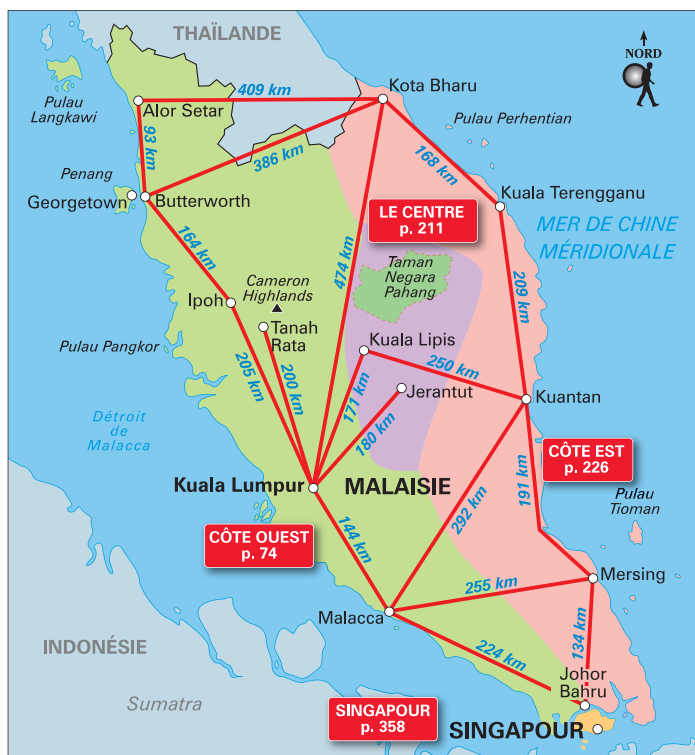 THAÏLANDE
NORD
409 km
Kota Bharu
Pulau
Langkawi
Alor Setar
Pulau Perhentian
93 km
386 km
168 km
Penang
Georgetown
Butterworth
Kuala Terengganu
LE CENTRE
p. 211
MER DE CHINE
MÉRIDIONALE
164 km
474 km
Taman
Negara
Pahang
209 km
Cameron
Highlands
Ipoh
Tanah
Rata
Pulau Pangkor
Kuala Lipis
205 km
200 km
171 km
250 km
Jerantut
Kuantan
Détroit
de
Malacca
180 km
CÔTE EST
p. 226
Kuala Lumpur
MALAISIE
191 km
Pulau
Tioman
292 km
CÔTE OUEST
p. 74
144 km
Mersing
255 km
Malacca
INDONÉSIE
224 km
134 km
Johor
Bahru
Sumatra
SINGAPOUR
p. 358
SINGAPOUR